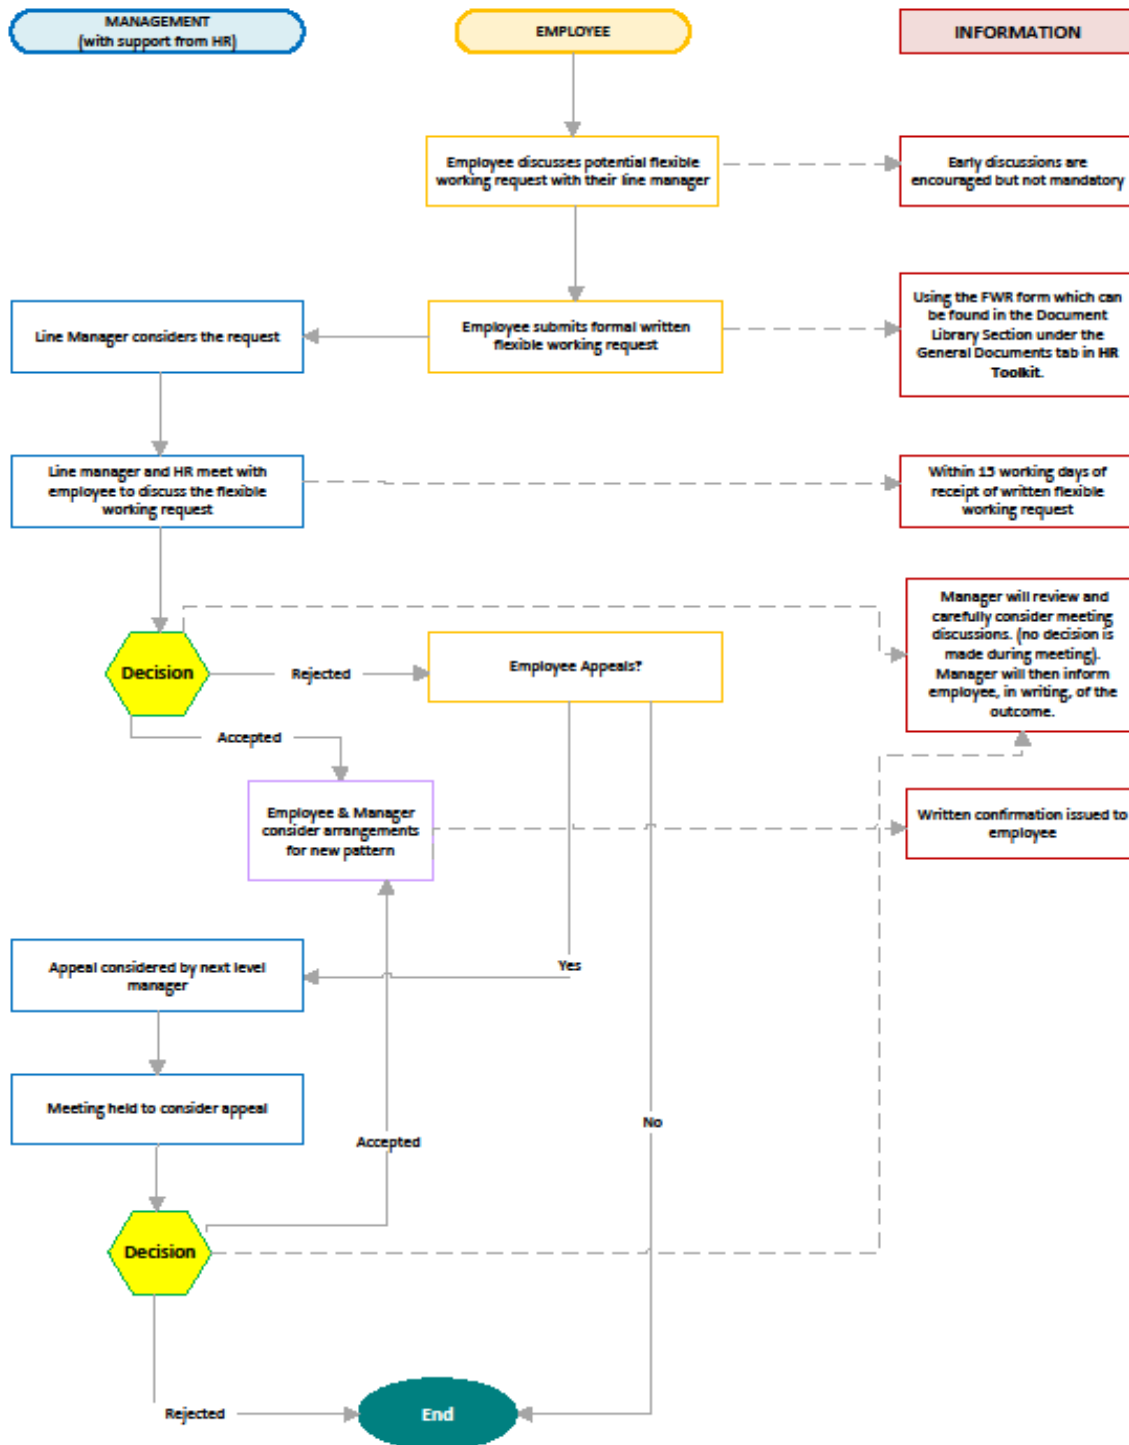 MANAGEMENT
(with support from HR)
EMPLOYEE
INFORMATION
Employee discusses potential flexible
working request with their line manager
Early discussions are
encouraged but not mandatory
Line Manager considers the request
Employee submits formal written
flexible working request
Using the FWR form which can
be found in the Document
Library Section under the
General Documents tab in HR
Toolkit.
Line manager and HR meet with
employee to discuss the flexible
working request
Within 15 working days of
receipt of written flexible
working request
Manager will review and
carefully consider meeting
discussions. (no decision is
made during meeting).
Manager will then inform
employee, in writing, of the
outcome.
Decision
Rejected
Employee Appeals?
Accepted
Employee & Manager
consider arrangements
for new pattern
Written confirmation issued to
employee
Appeal considered by next level
manager
Yes
Meeting held to consider appeal
Accepted
No
Decision
Rejected
End